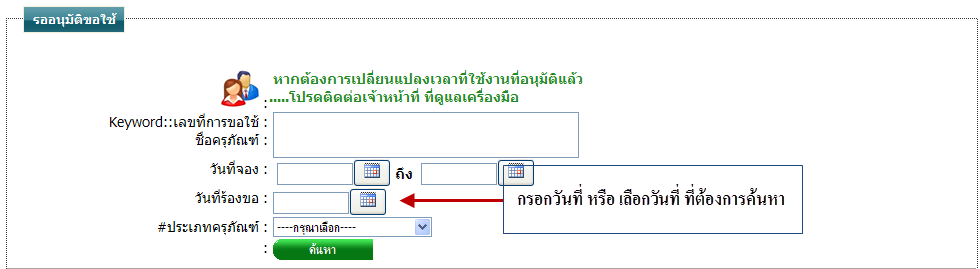 รออนุมัติขอใช้
หากต้องการเปลี่ยนแปลงเวลาที่ใช้งานที่อนุมัติแล้ว
: .....โปรดติดต่อเจ้าหน้าที่ ที่ดูแลเครื่องมือ
Keyword::เลขที่การขอใช้ :
ชื่อครุภัณฑ์ :
วันที่จอง : ถึง
วันที่ร้องขอ :
กรอกวันที่ หรือ เลือกวันที่ ที่ต้องการค้นหา
#ประเภทครุภัณฑ์ : ----กรุณาเลือก----
: ค้นหา